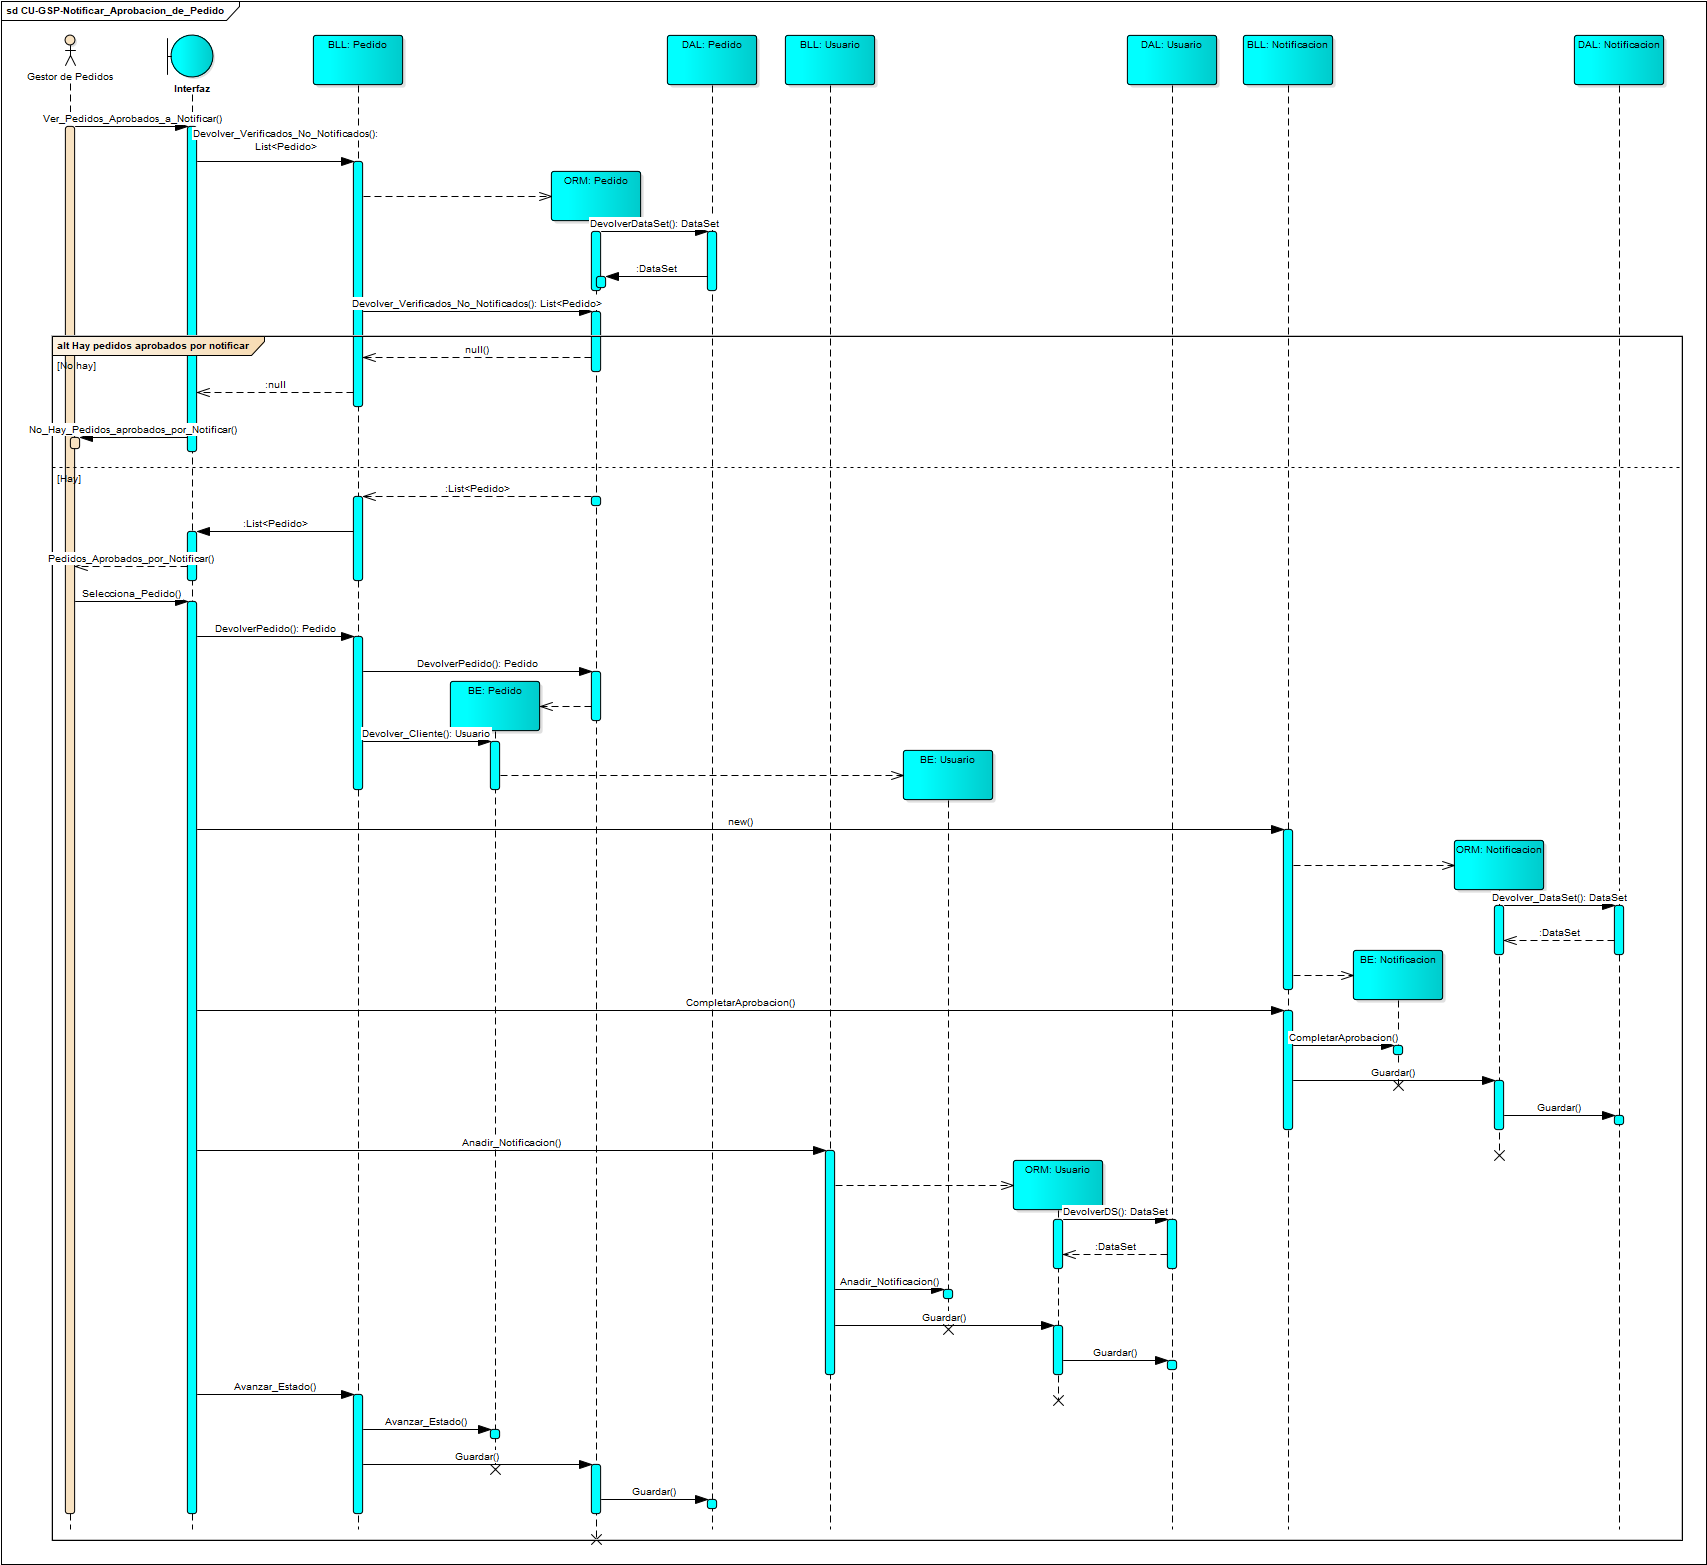 sd CU-GSP-Notificar_Aprobacion_de_Pedido
Gestor de Pedidos
Interfaz
BLL: Pedido
DAL: Pedido
BLL: Usuario
DAL: Usuario
BLL: Notificacion
DAL: Notificacion
Ver_Pedidos_Aprobados_a_Notificar()
Devolver_Verificados_No_Notificados():
List<Pedido>
ORM: Pedido
DevolverDataSet(): DataSet
:DataSet
Devolver_Verificados_No_Notificados(): List<Pedido>
alt Hay pedidos aprobados por notificar
[No hay]
null()
:null
No_Hay_Pedidos_aprobados_por_Notificar()
[Hay]
:List<Pedido>
:List<Pedido>
Pedidos_Aprobados_por_Notificar()
Selecciona_Pedido()
DevolverPedido(): Pedido
DevolverPedido(): Pedido
BE: Pedido
Devolver_Cliente(): Usuario
BE: Usuario
new()
ORM: Notificacion
Devolver_DataSet(): DataSet
:DataSet
BE: Notificacion
CompletarAprobacion()
CompletarAprobacion()
Guardar()
Guardar()
Anadir_Notificacion()
ORM: Usuario
DevolverDS(): DataSet
:DataSet
Anadir_Notificacion()
Guardar()
Guardar()
Avanzar_Estado()
Avanzar_Estado()
Guardar()
Guardar()